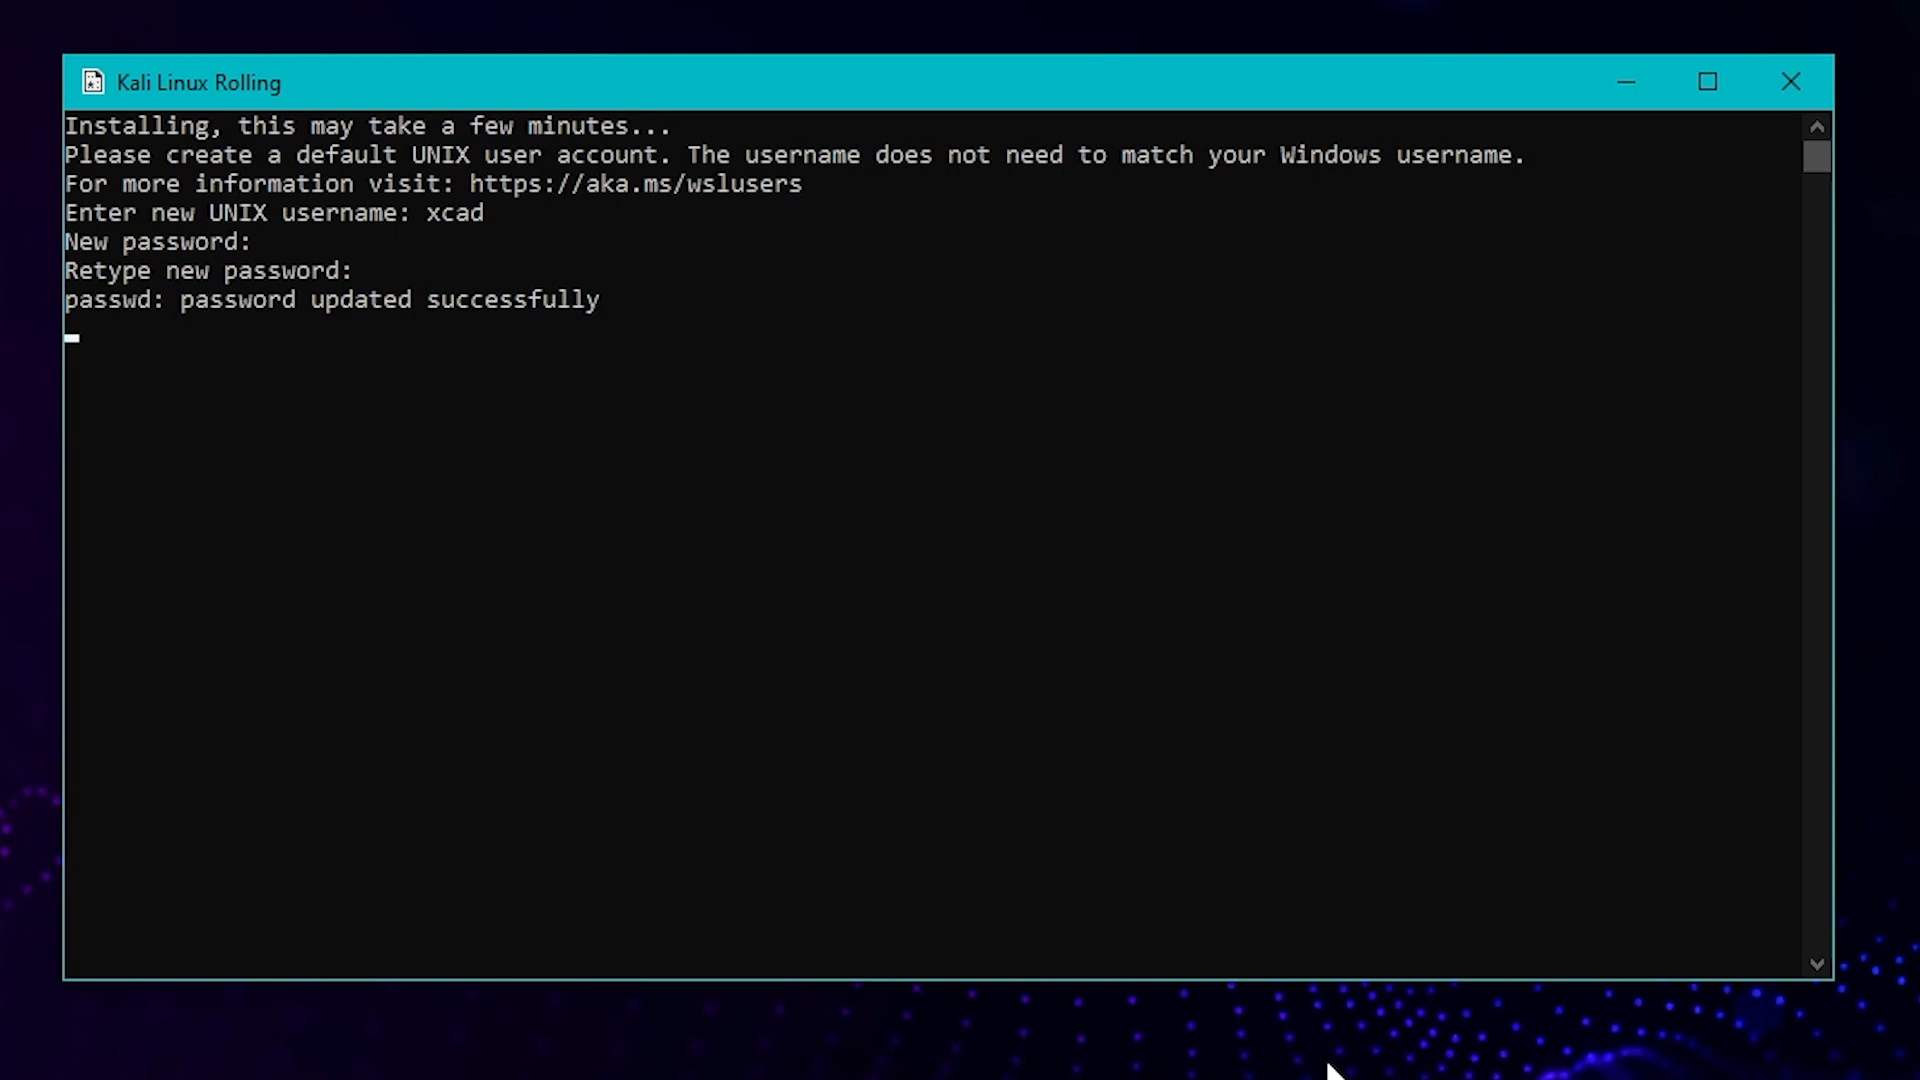 Kali Linux Rolling
Installing, this may take a few minutes...
Please create a default UNIX user account. The username does not need to match your Windows username.
For more information visit: https://aka.ms/wslusers
Enter new UNIX username: xcad
New password:
Retype new password:
passwd: password updated successfully